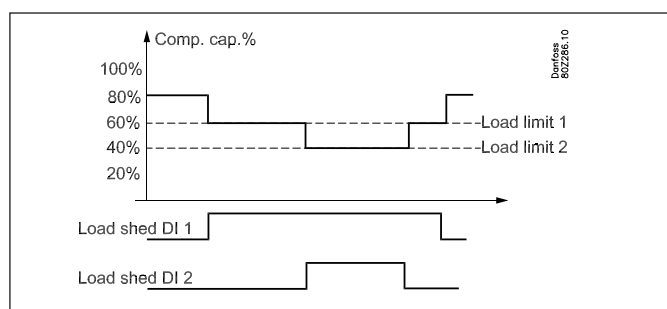 Comp. cap.%
Danfoss
80Z286.10
100%
80%
60%
Load limit 1
40%
Load limit 2
20%
Load shed DI 1
Load shed DI 2